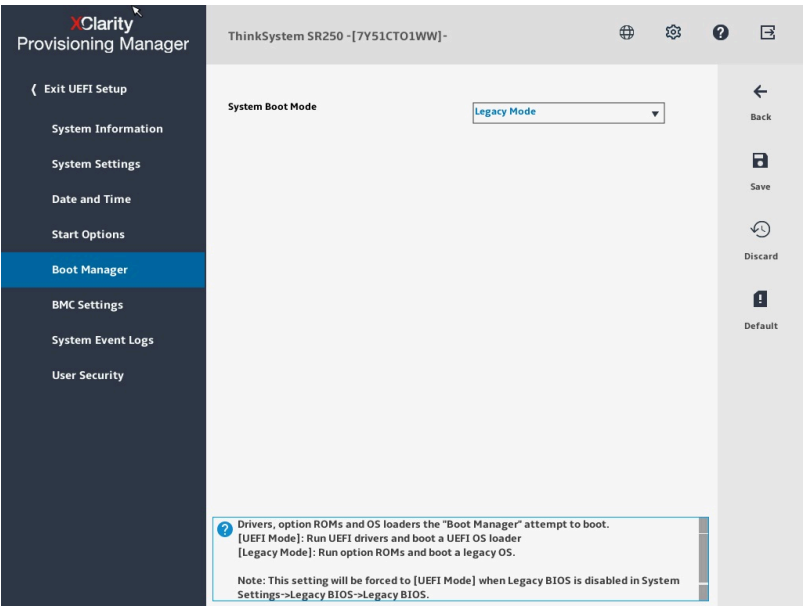 XClarity
Provisioning Manager
ThinkSystem SR250 -[7Y51CTO1WW]-
Exit UEFI Setup
System Information
System Settings
Date and Time
Start Options
Boot Manager
BMC Settings
System Event Logs
User Security
System Boot Mode
Legacy Mode
Back
Save
Discard
Default
Drivers, option ROMs and OS loaders the "Boot Manager" attempt to boot.
[UEFI Mode]: Run UEFI drivers and boot a UEFI OS loader
[Legacy Mode]: Run option ROMs and boot a legacy OS.
Note: This setting will be forced to [UEFI Mode] when Legacy BIOS is disabled in System
Settings->Legacy BIOS->Legacy BIOS.